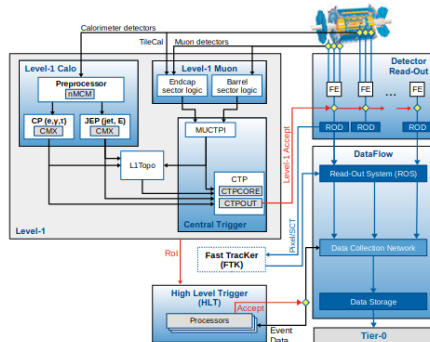 Calorimeter detectors
TileCal
Muon detectors
Level-1 Calo
Preprocessor
nMCM
CP (e,γ,τ)
CMX
JEP (jet, E)
CMX
Level-1 Muon
Endcap
sector logic
Barrel
sector logic
MUCTPI
L1Topo
CTP
CTPCORE
CTPOUT
Central Trigger
Level-1
Level-1 Accept
Detector
Read-Out
FE
FE
...
FE
ROD
ROD
ROD
DataFlow
Read-Out System (ROS)
Data Collection Network
Data Storage
Tier-0
Pixel/SCT
RoI
Fast TracKer
(FTK)
High Level Trigger
(HLT)
Accept
Processors
Event
Data